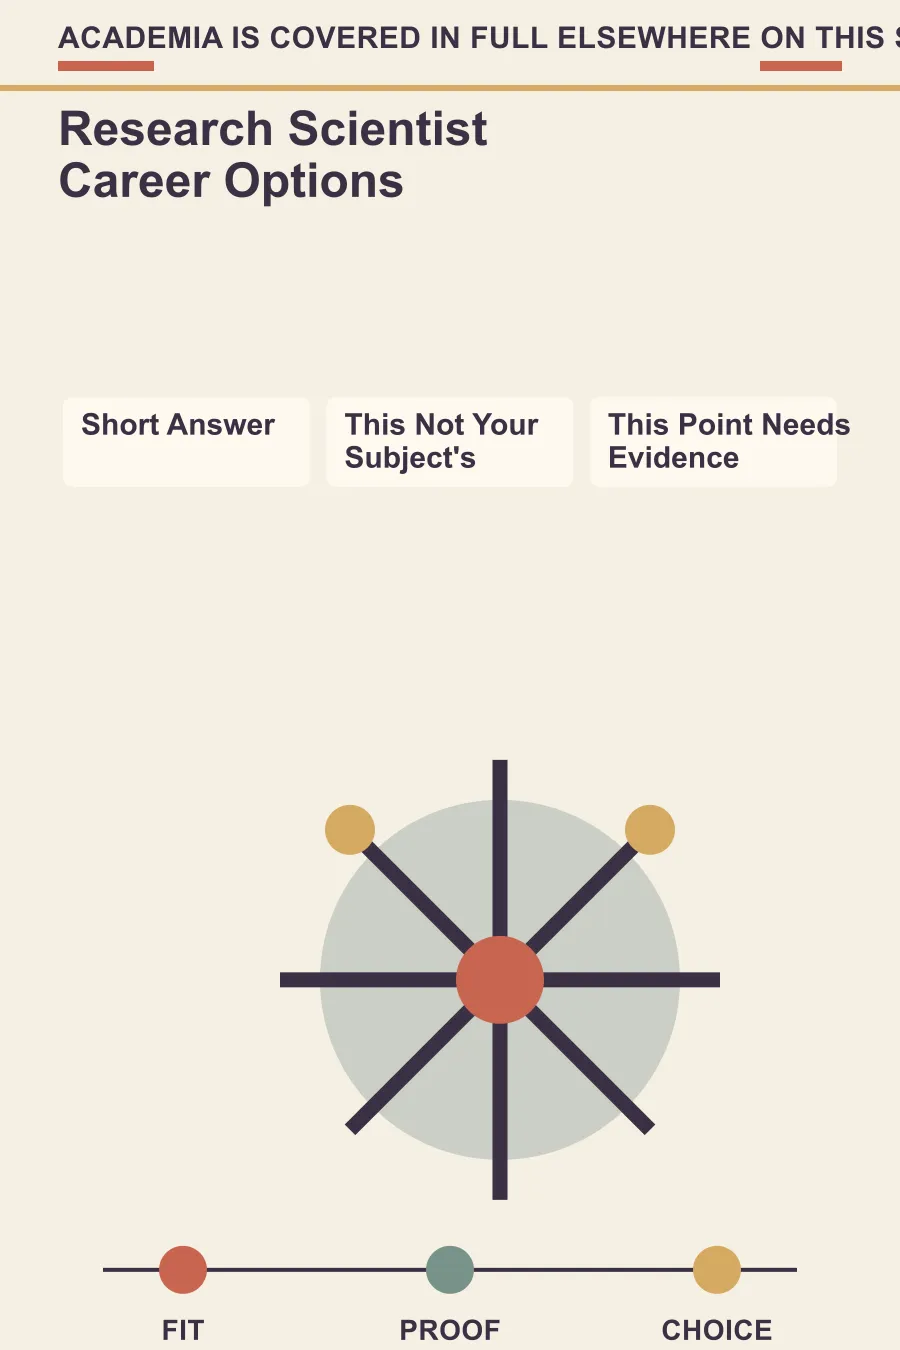 ACADEMIA IS COVERED IN FULL ELSEWHERE ON THIS
Research Scientist
Career Options
Short Answer
This Not Your
Subject's
This Point Needs
Evidence
FIT
PROOF
CHOICE